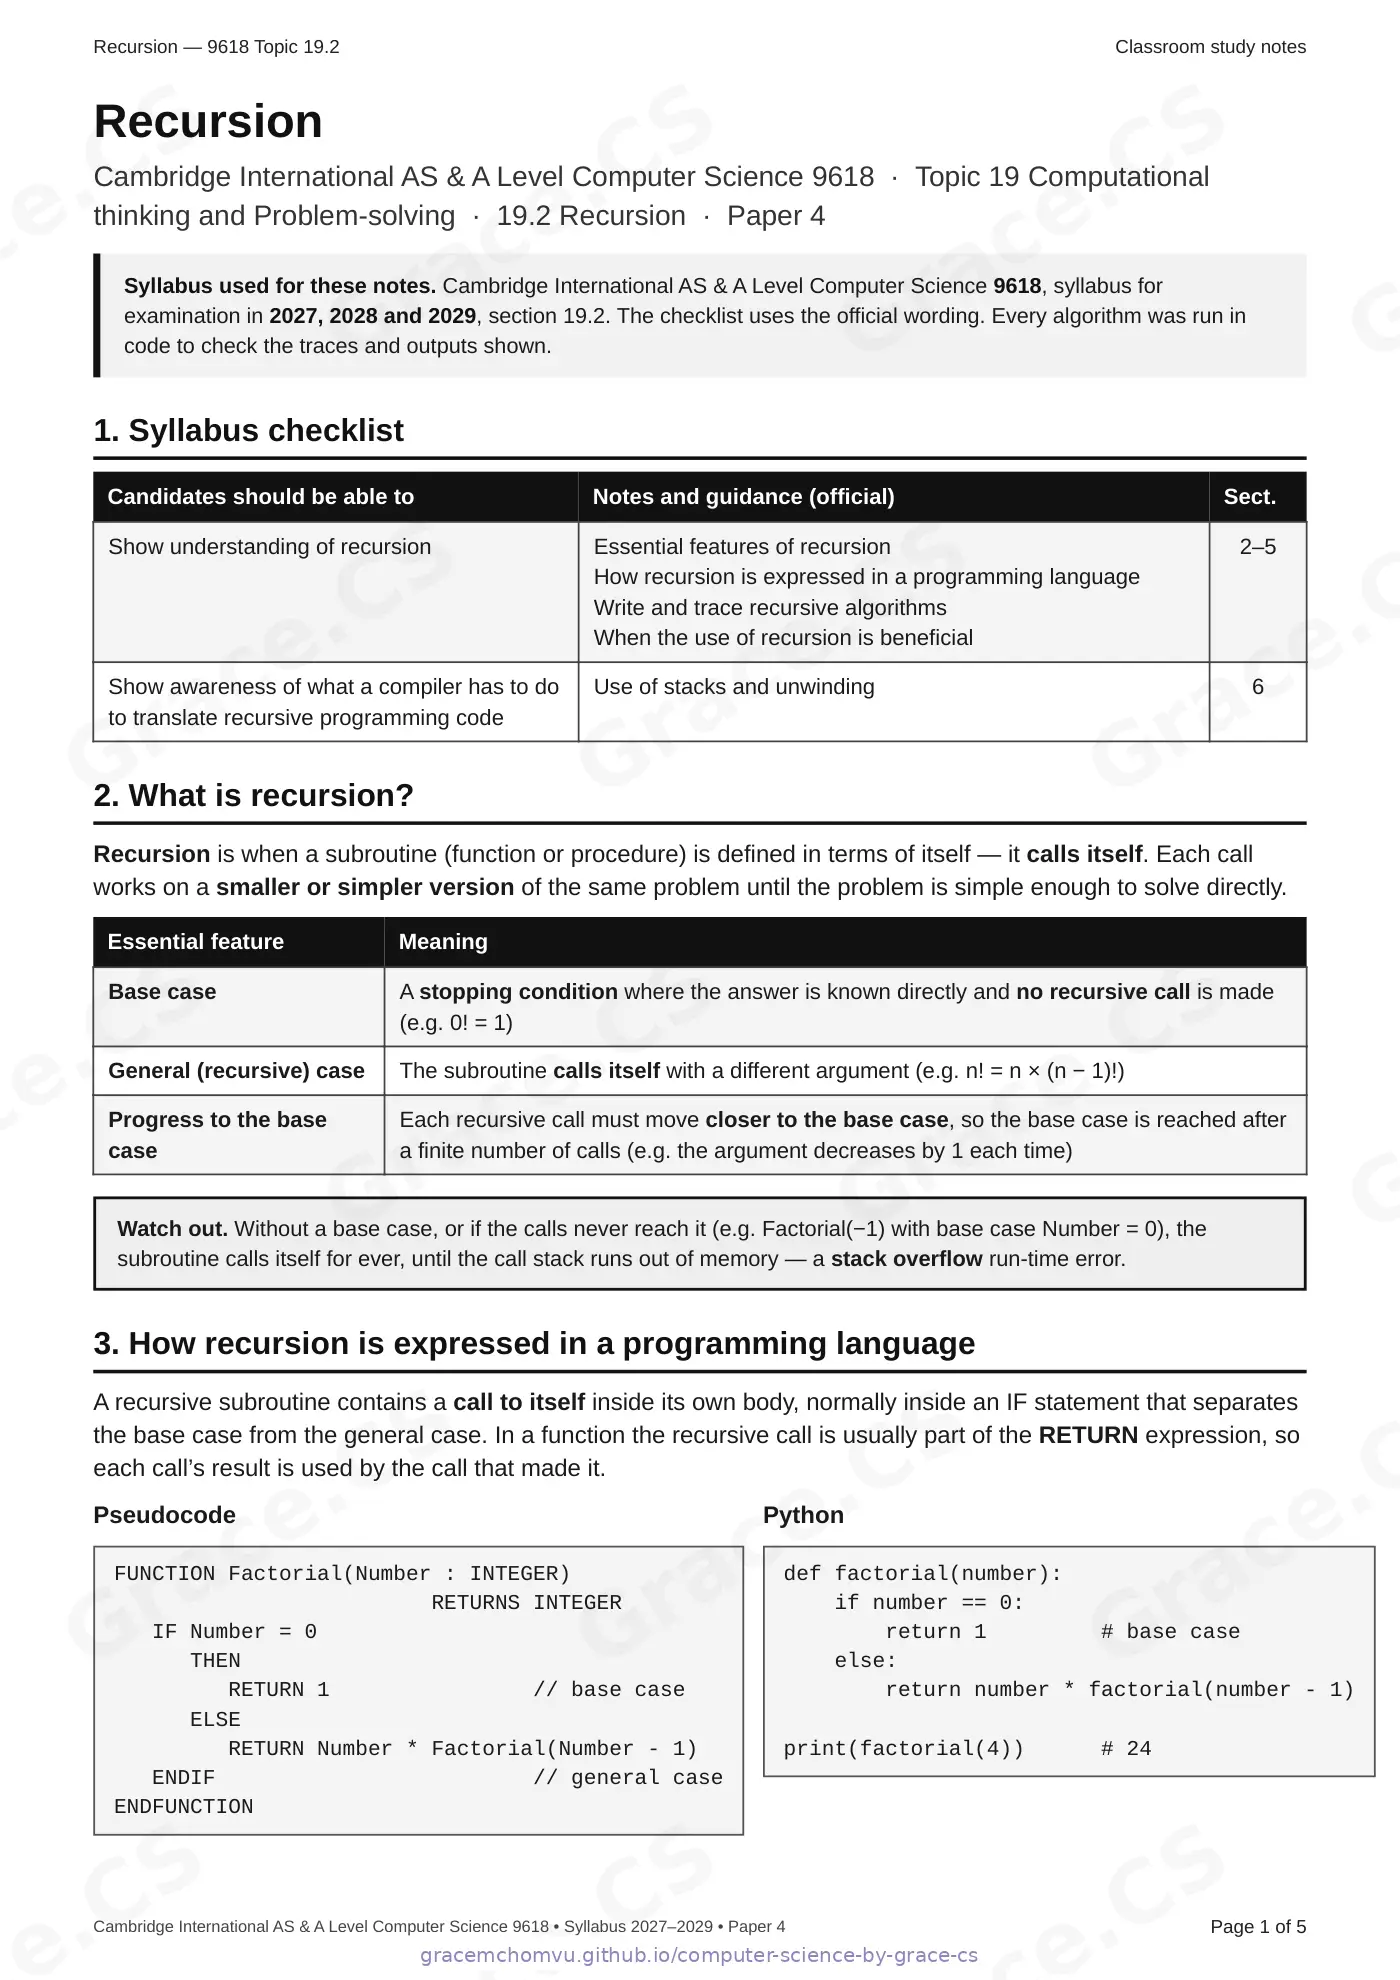 Recursion — 9618 Topic 19.2
Classroom study notes
Recursion
Cambridge International AS & A Level Computer Science 9618 · Topic 19 Computational
thinking and Problem-solving · 19.2 Recursion · Paper 4
Syllabus used for these notes. Cambridge International AS & A Level Computer Science 9618, syllabus for
examination in 2027, 2028 and 2029, section 19.2. The checklist uses the official wording. Every algorithm was run in
code to check the traces and outputs shown.
1. Syllabus checklist
Candidates should be able to
Notes and guidance (official)
Sect.
Show understanding of recursion
Essential features of recursion
How recursion is expressed in a programming language
Write and trace recursive algorithms
When the use of recursion is beneficial
2–5
Show awareness of what a compiler has to do
to translate recursive programming code
Use of stacks and unwinding
6
2. What is recursion?
Recursion is when a subroutine (function or procedure) is defined in terms of itself — it calls itself. Each call
works on a smaller or simpler version of the same problem until the problem is simple enough to solve directly.
Essential feature
Meaning
Base case
A stopping condition where the answer is known directly and no recursive call is made
(e.g. 0! = 1)
General (recursive) case
The subroutine calls itself with a different argument (e.g. n! = n × (n − 1)!)
Progress to the base
case
Each recursive call must move closer to the base case, so the base case is reached after
a finite number of calls (e.g. the argument decreases by 1 each time)
Watch out. Without a base case, or if the calls never reach it (e.g. Factorial(−1) with base case Number = 0), the
subroutine calls itself for ever, until the call stack runs out of memory — a stack overflow run-time error.
3. How recursion is expressed in a programming language
A recursive subroutine contains a call to itself inside its own body, normally inside an IF statement that separates
the base case from the general case. In a function the recursive call is usually part of the RETURN expression, so
each call’s result is used by the call that made it.
Pseudocode
FUNCTION Factorial(Number : INTEGER)
RETURNS INTEGER
IF Number = 0
THEN
RETURN 1 // base case
ELSE
RETURN Number * Factorial(Number - 1)
ENDIF // general case
ENDFUNCTION
Python
def factorial(number):
if number == 0:
return 1 # base case
else:
return number * factorial(number - 1)
print(factorial(4)) # 24
Cambridge International AS & A Level Computer Science 9618 • Syllabus 2027–2029 • Paper 4
Page 1 of 5
gracemchomvu.github.io/computer-science-by-grace-cs
Grace.CS